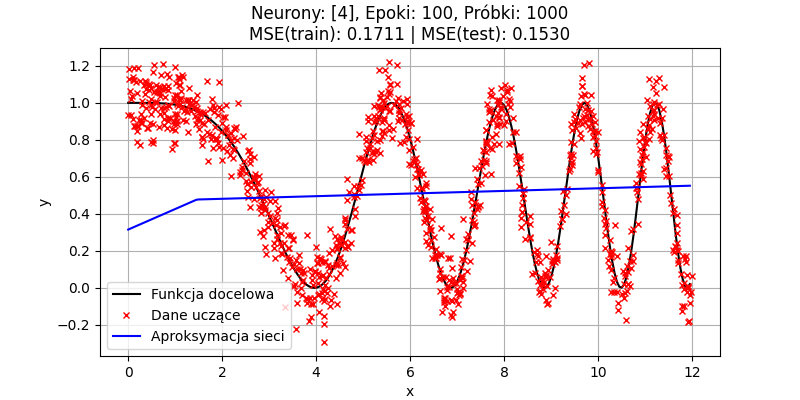 Neurony: [4], Epoki: 100, Próbki: 1000
MSE(train): 0.1711 | MSE(test): 0.1530
1.2
1.0
0.8
0.6
0.4
0.2
0.0
−0.2
y
Funkcja docelowa
Dane uczące
Aproksymacja sieci
0 2 4 6 8 10 12
x